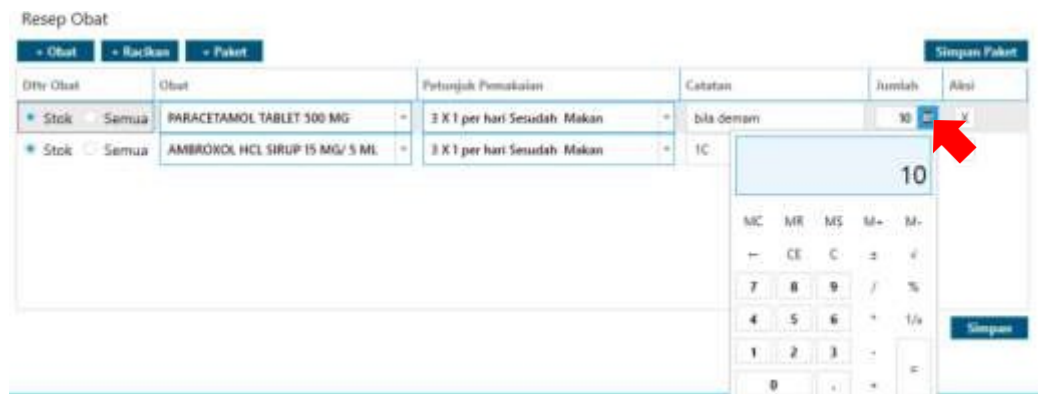 Resep Obat
+ Obat + Racikan + Paket Simpan Paket
Dftr Obat Obat Petunjuk Pemakaian Catatan Jumlah Aksi
Stok Semua PARACETAMOL TABLET 500 MG 3 X 1 per hari Sesudah Makan bila demam 10 X
Stok Semua AMBROXOL HCL SIRUP 15 MG/ 5 ML 3 X 1 per hari Sesudah Makan 1C
10
MC MR MS M+ M-
← CE C ± √
7 8 9 / %
4 5 6 * 1/x
Simpan
1 2 3 -
=
0 . +